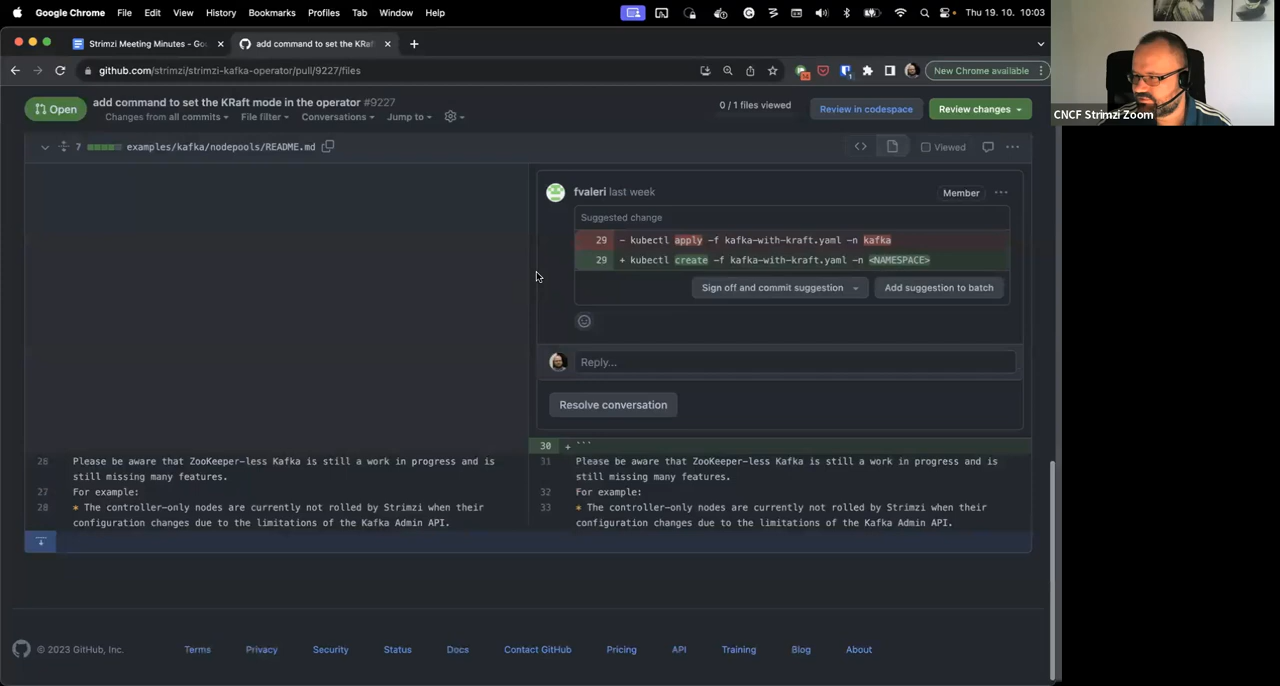 Google Chrome File Edit View History Bookmarks Profiles Tab Window Help Thu 19. 10. 10:03
Strimzi Meeting Minutes - Go
add command to set the KRaf
github.com/strimzi/strimzi-kafka-operator/pull/9227/files
New Chrome available
CNCF Strimzi Zoom
Open
add command to set the KRaft mode in the operator #9227
Changes from all commits File filter Conversations Jump to
0 / 1 files viewed
Review in codespace
Review changes
7 examples/kafka/nodepools/README.md
Viewed
fvaleri last week
Member
Suggested change
29 - kubectl apply -f kafka-with-kraft.yaml -n kafka
29 + kubectl create -f kafka-with-kraft.yaml -n <NAMESPACE>
Sign off and commit suggestion
Add suggestion to batch
Reply...
Resolve conversation
30 + ```
28 Please be aware that ZooKeeper-less Kafka is still a work in progress and is
still missing many features.
27 For example:
28 * The controller-only nodes are currently not rolled by Strimzi when their
configuration changes due to the limitations of the Kafka Admin API.
31 Please be aware that ZooKeeper-less Kafka is still a work in progress and is
still missing many features.
32 For example:
33 * The controller-only nodes are currently not rolled by Strimzi when their
configuration changes due to the limitations of the Kafka Admin API.
© 2023 GitHub, Inc.
Terms
Privacy
Security
Status
Docs
Contact GitHub
Pricing
API
Training
Blog
About